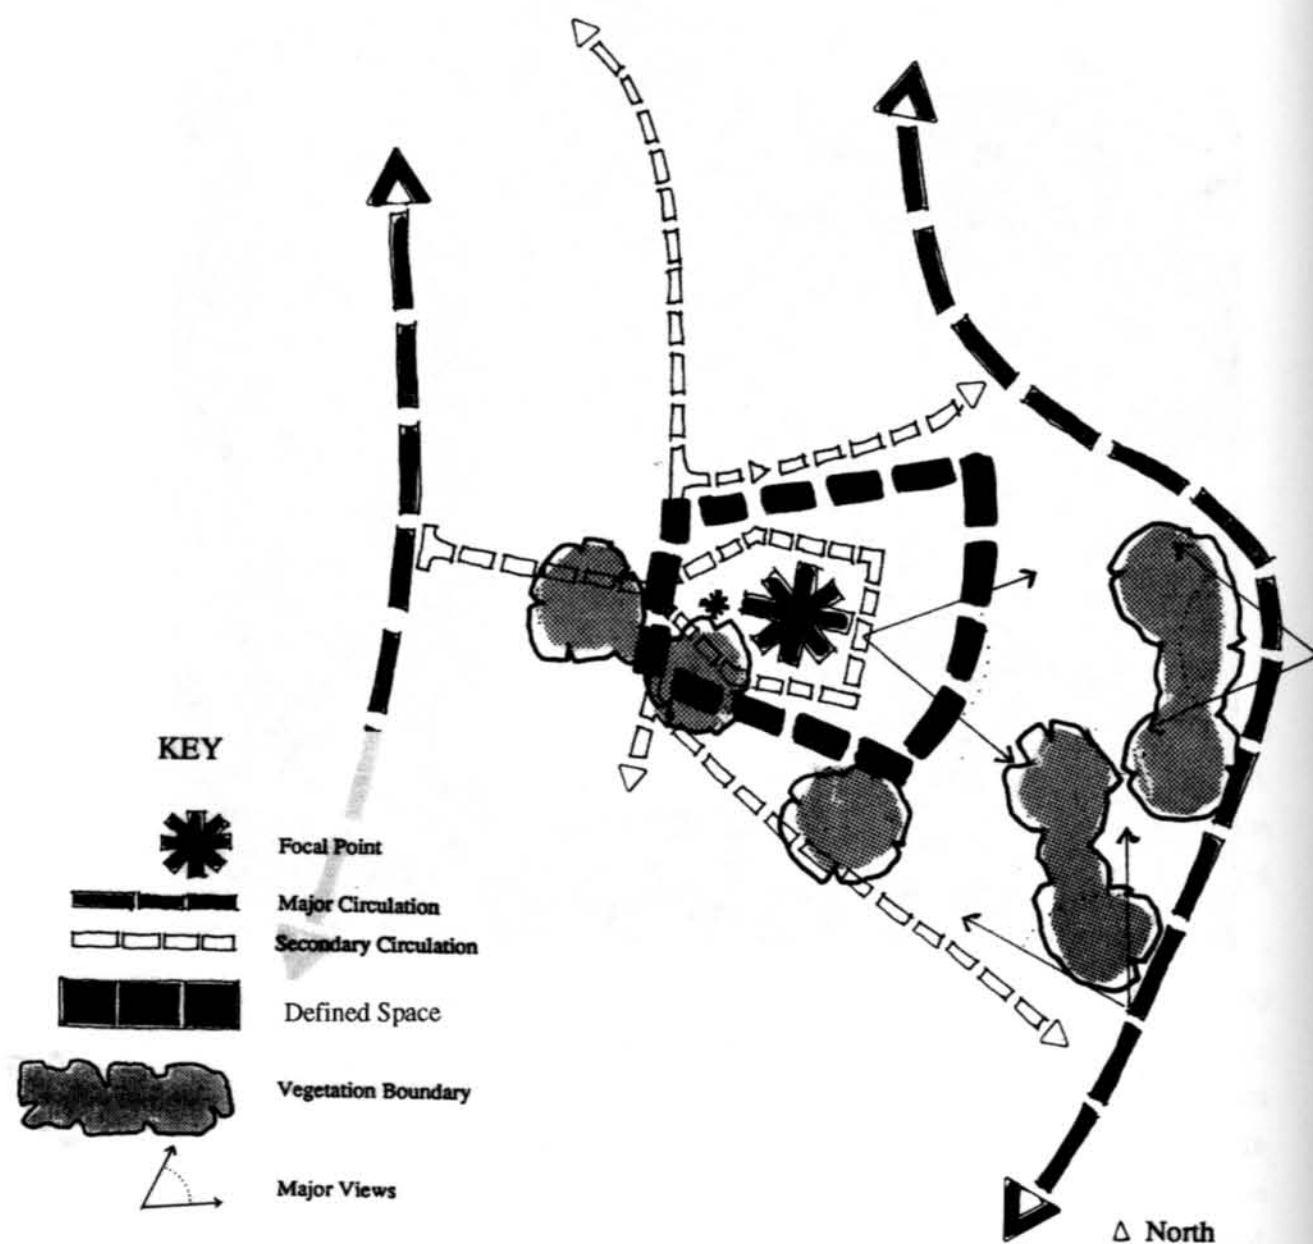 KEY
Focal Point
Major Circulation
Secondary Circulation
Defined Space
Vegetation Boundary
Major Views
North